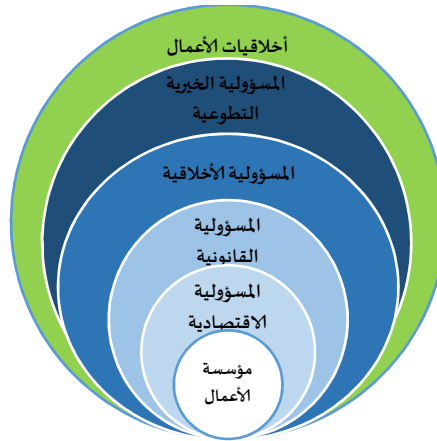 أخلاقيات الأعمال
المسؤولية الخيرية
التطوعية
المسؤولية الأخلاقية
المسؤولية
القانونية
المسؤولية
الاقتصادية
مؤسسة
الأعمال